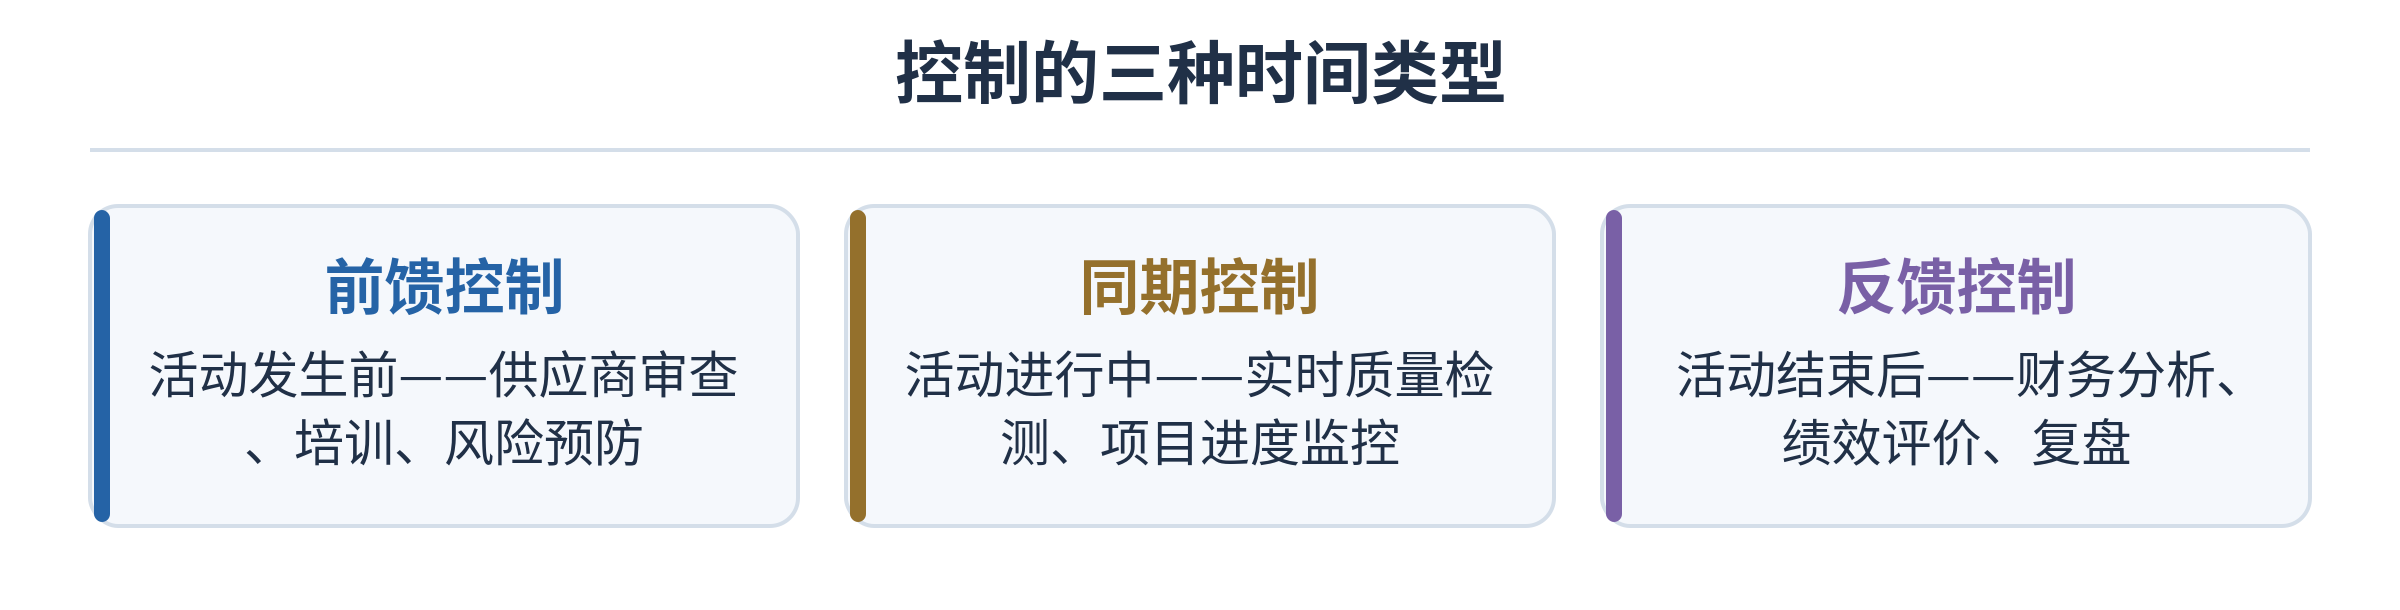 控制的三种时间类型
前馈控制
活动发生前——供应商审查
、培训、风险预防
同期控制
活动进行中——实时质量检
测、项目进度监控
反馈控制
活动结束后——财务分析、
绩效评价、复盘